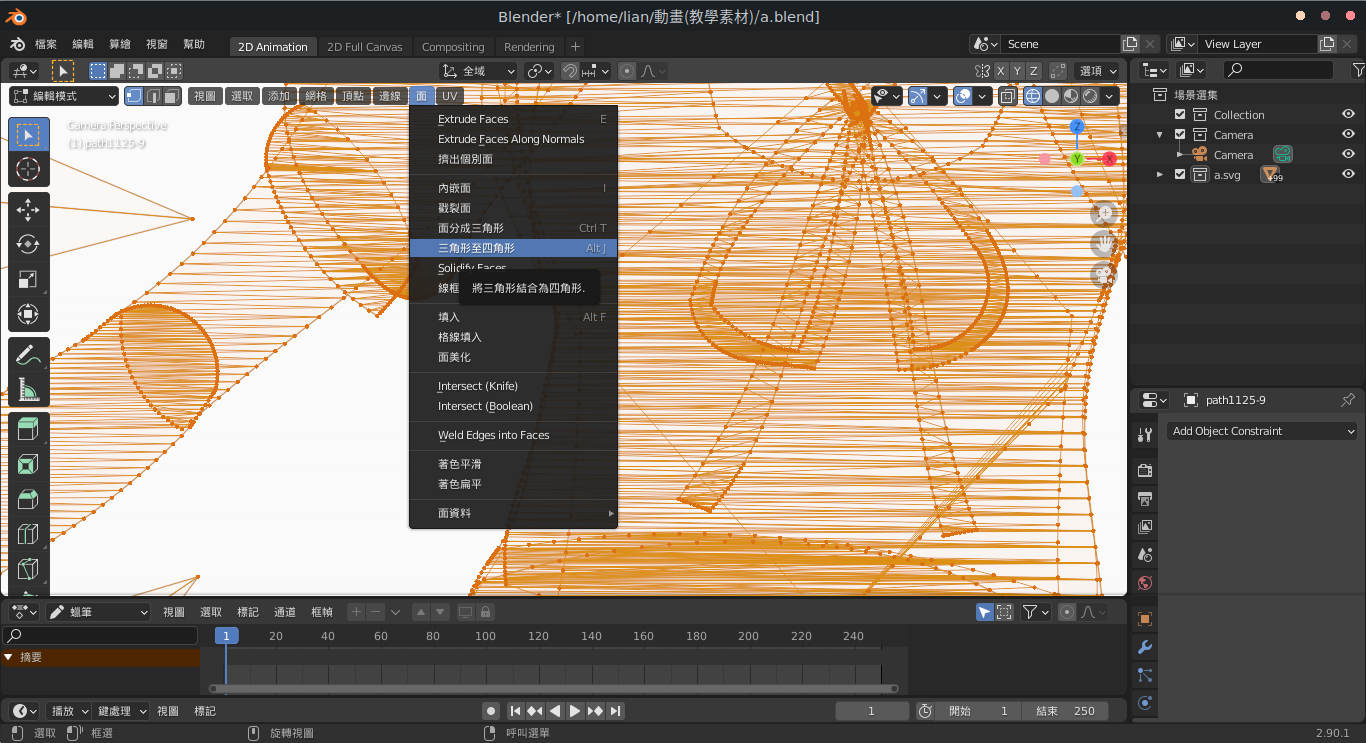 Blender* [/home/lian/動畫(教學素材)/a.blend]
檔案 編輯 算繪 視窗 幫助 2D Animation 2D Full Canvas Compositing Rendering + Scene View Layer
全域 X Y Z 選項
編輯模式 視圖 選取 添加 網格 頂點 邊線 面 UV
場景選集
Collection
Camera
Camera
a.svg +99
Camera Perspective
(1) path1125-9
Z
Y X
Extrude Faces E
Extrude Faces Along Normals
擠出個別面
內嵌面 I
戳裂面
面分成三角形 Ctrl T
三角形至四角形 Alt J
Solidify Faces
線框
將三角形結合為四角形.
填入 Alt F
格線填入
面美化
Intersect (Knife)
Intersect (Boolean)
Weld Edges into Faces
著色平滑
著色扁平
面資料
path1125-9
Add Object Constraint
蠟筆 視圖 選取 標記 通道 框幀
1 20 40 60 80 100 120 140 160 180 200 220 240
摘要
播放 鍵處理 視圖 標記 1 開始 1 結束 250
選取 框選 旋轉視圖 呼叫選單 2.90.1